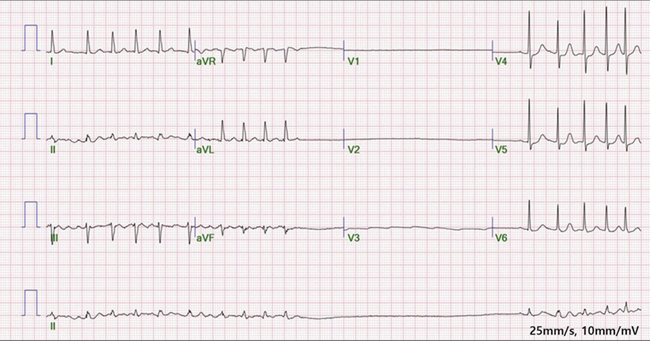 I aVR V1 V4
II aVL V2 V5
III aVF V3 V6
II
25mm/s, 10mm/mV